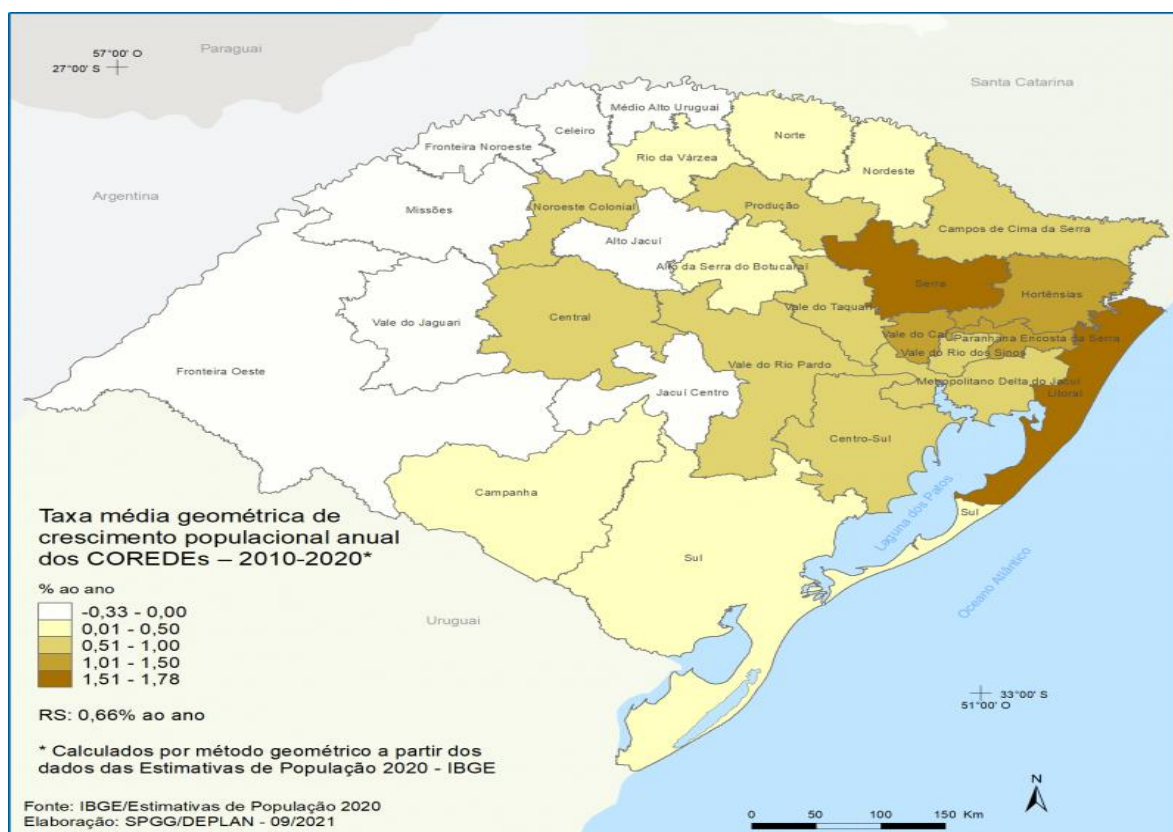 Paraguai
57°00' O
27°00' S
Santa Catarina
Argentina
Médio Alto Uruguai
Celeiro
Norte
Fronteira Noroeste
Rio da Várzea
Nordeste
Missões
Noroeste Colonial
Produção
Campos de Cima da Serra
Alto Jacuí
Alto da Serra do Botucaraí
Serra
Hortênsias
Vale do Jaguari
Central
Vale do Taquari
Vale do Caí
Paranhana Encosta da Serra
Vale do Rio dos Sinos
Fronteira Oeste
Vale do Rio Pardo
Metropolitano Delta do Jacuí
Jacuí Centro
Litoral
Centro-Sul
Campanha
Laguna dos Patos
Sul
Sul
Oceano Atlântico
Uruguai
Taxa média geométrica de
crescimento populacional anual
dos COREDEs – 2010-2020*
% ao ano
-0,33 - 0,00
0,01 - 0,50
0,51 - 1,00
1,01 - 1,50
1,51 - 1,78
RS: 0,66% ao ano
* Calculados por método geométrico a partir dos
dados das Estimativas de População 2020 - IBGE
Fonte: IBGE/Estimativas de População 2020
Elaboração: SPGG/DEPLAN - 09/2021
33°00' S
51°00' O
N
0 50 100 150 Km